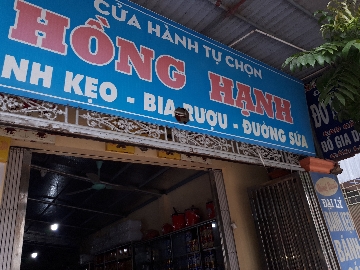 CỬA HÀNH TỰ CHỌN
HỒNG HẠNH
NH KẸO - BIA RƯỢU - ĐƯỜNG SỮA
ĐỒ GIA
ĐẠI LÝ